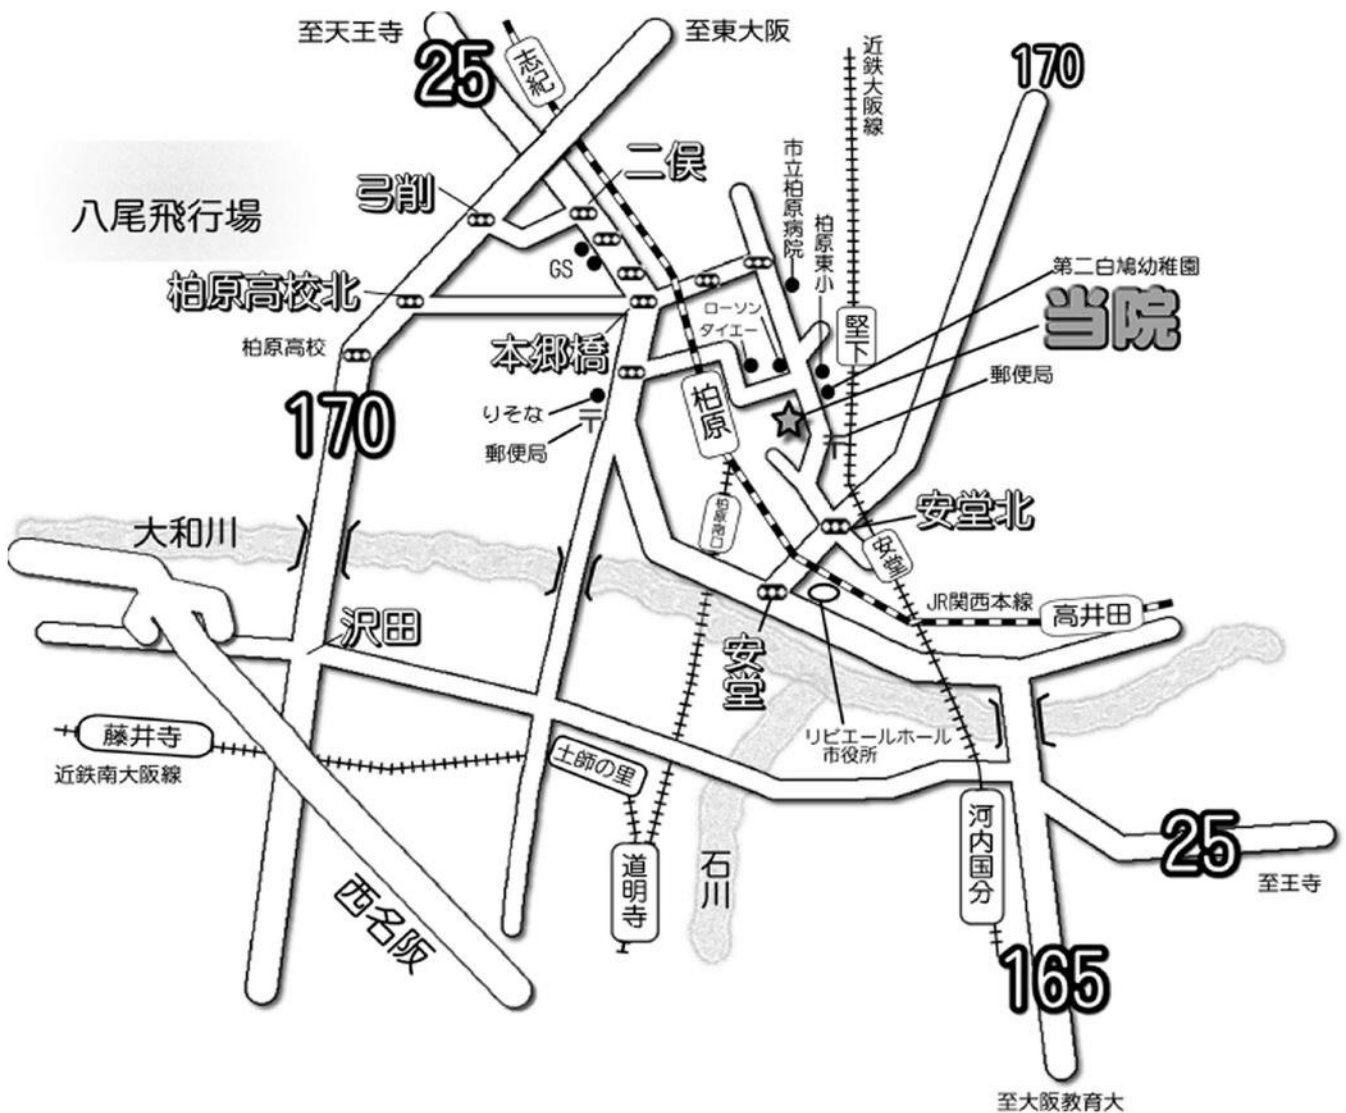 至天王寺
至東大阪
25
志紀
近鉄大阪線
170
二俣
市立柏原病院
弓削
八尾飛行場
柏原東小
第二白鳩幼稚園
GS
柏原高校北
ローソン
ダイエー
堅下
当院
柏原高校
本郷橋
郵便局
170
柏原
りそな
〒
〒
郵便局
柏原南口
安堂北
大和川
安堂
JR関西本線
高井田
沢田
安堂
藤井寺
近鉄南大阪線
土師の里
リビエールホール
市役所
河内国分
25
道明寺
石川
至王寺
西名阪
165
至大阪教育大